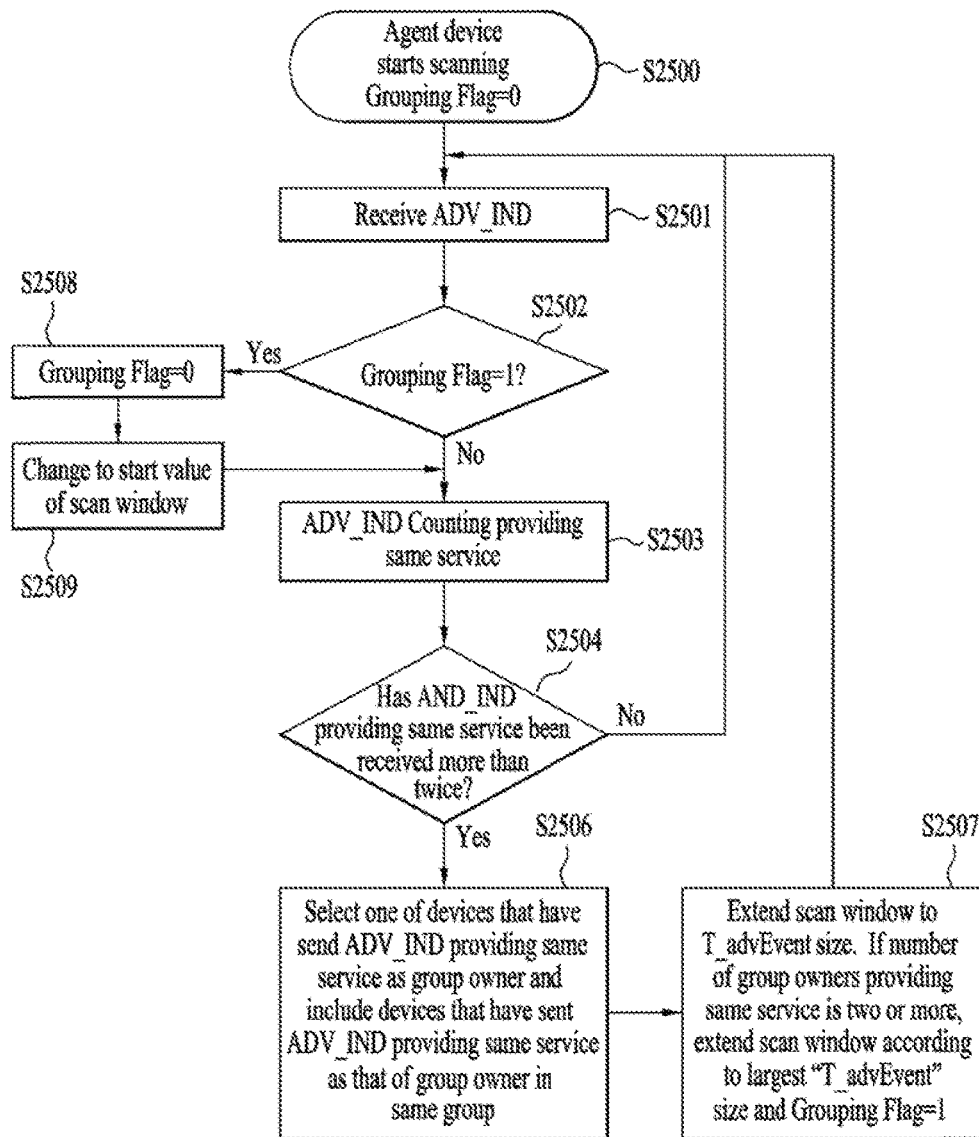 Agent device
starts scanning
Grouping Flag=0
S2500
Receive ADV_IND
S2501
S2508
S2502
Grouping Flag=0
Yes
Grouping Flag=1?
No
Change to start value
of scan window
S2509
ADV_IND Counting providing
same service
S2503
S2504
Has AND_IND
providing same service been
received more than
twice?
No
Yes
S2506
S2507
Select one of devices that have
send ADV_IND providing same
service as group owner and
include devices that have sent
ADV_IND providing same service
as that of group owner in
same group
Extend scan window to
T_advEvent size. If number
of group owners providing
same service is two or more,
extend scan window according
to largest “T_advEvent”
size and Grouping Flag=1